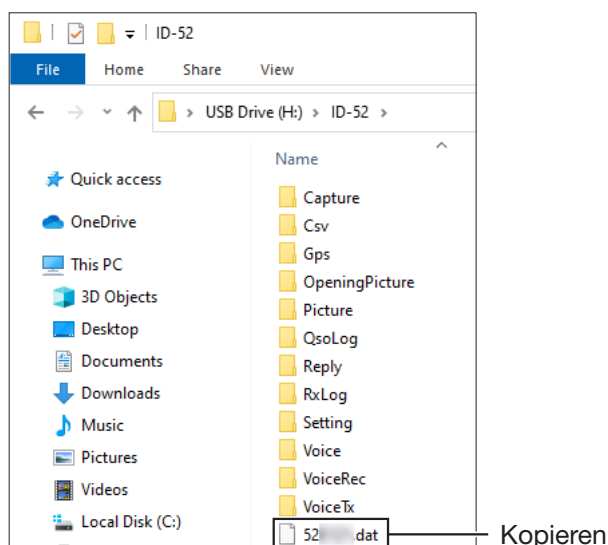 ID-52
File Home Share View
USB Drive (H:) > ID-52 >
Name
Quick access
OneDrive
This PC
3D Objects
Desktop
Documents
Downloads
Music
Pictures
Videos
Local Disk (C:)
Capture
Csv
Gps
OpeningPicture
Picture
QsoLog
Reply
RxLog
Setting
Voice
VoiceRec
VoiceTx
52 .dat
Kopieren